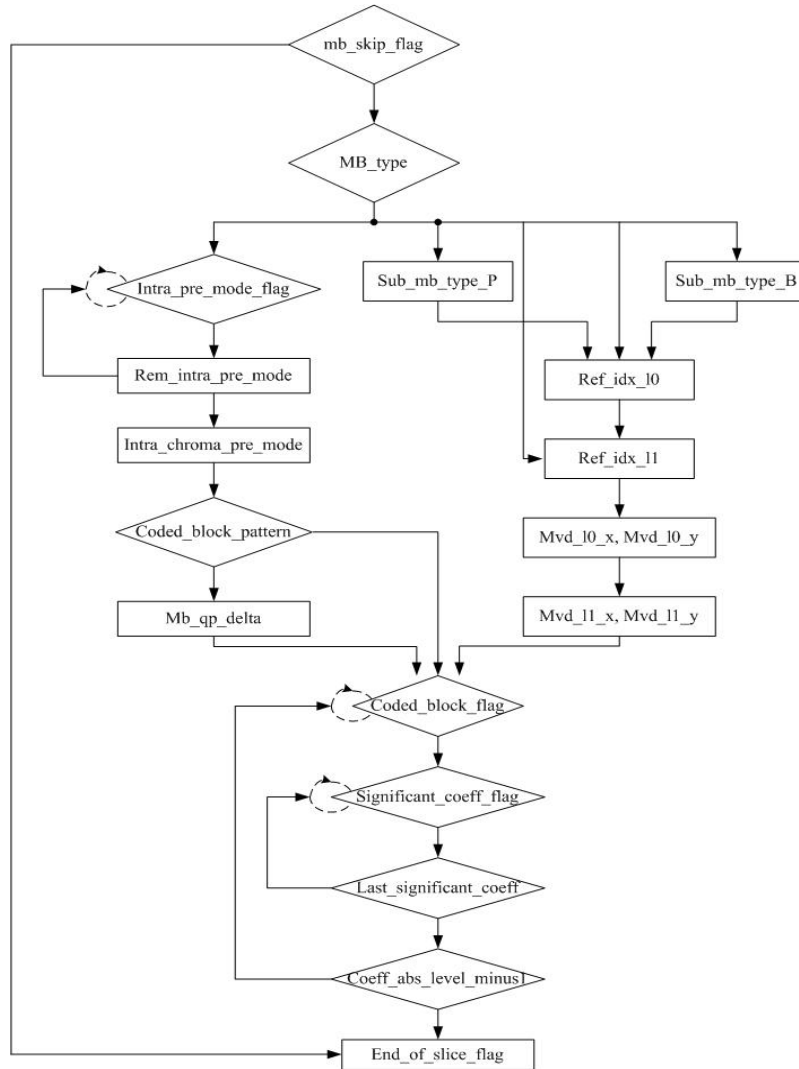 mb_skip_flag
MB_type
Intra_pre_mode_flag
Sub_mb_type_P
Sub_mb_type_B
Rem_intra_pre_mode
Ref_idx_l0
Intra_chroma_pre_mode
Ref_idx_l1
Coded_block_pattern
Mvd_l0_x, Mvd_l0_y
Mb_qp_delta
Mvd_l1_x, Mvd_l1_y
Coded_block_flag
Significant_coeff_flag
Last_significant_coeff
Coeff_abs_level_minus1
End_of_slice_flag